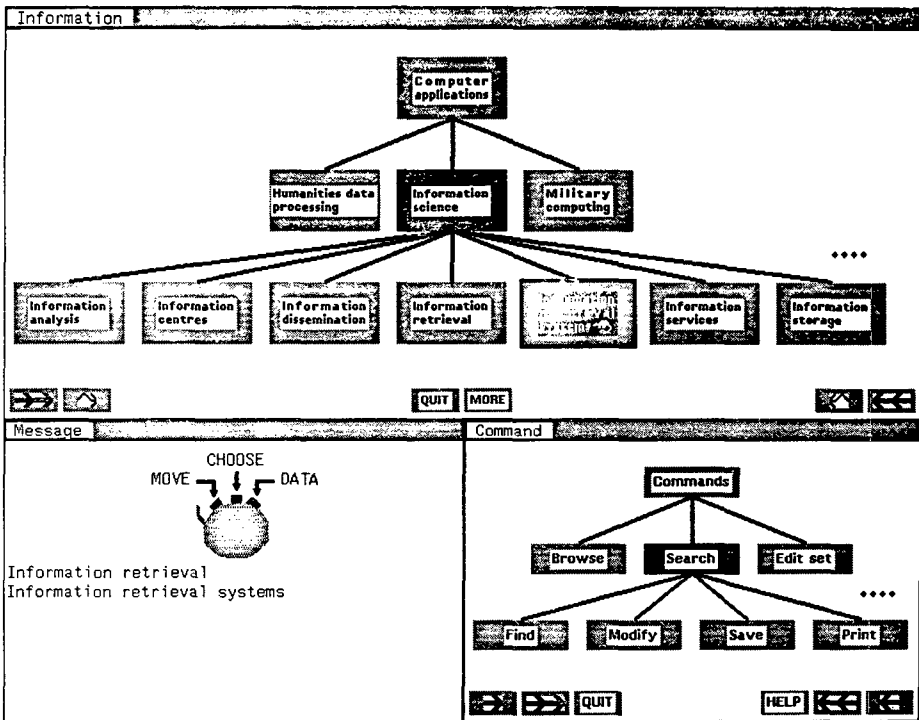 Information
Computer
applications
Humanities data
processing
Information
science
Military
computing
Information
analysis
Information
centres
Information
dissemination
Information
retrieval
Information
services
Information
storage
QUIT
MORE
Message
CHOOSE
MOVE
DATA
Information retrieval
Information retrieval systems
Command
Commands
Browse
Search
Edit set
Find
Modify
Save
Print
QUIT
HELP